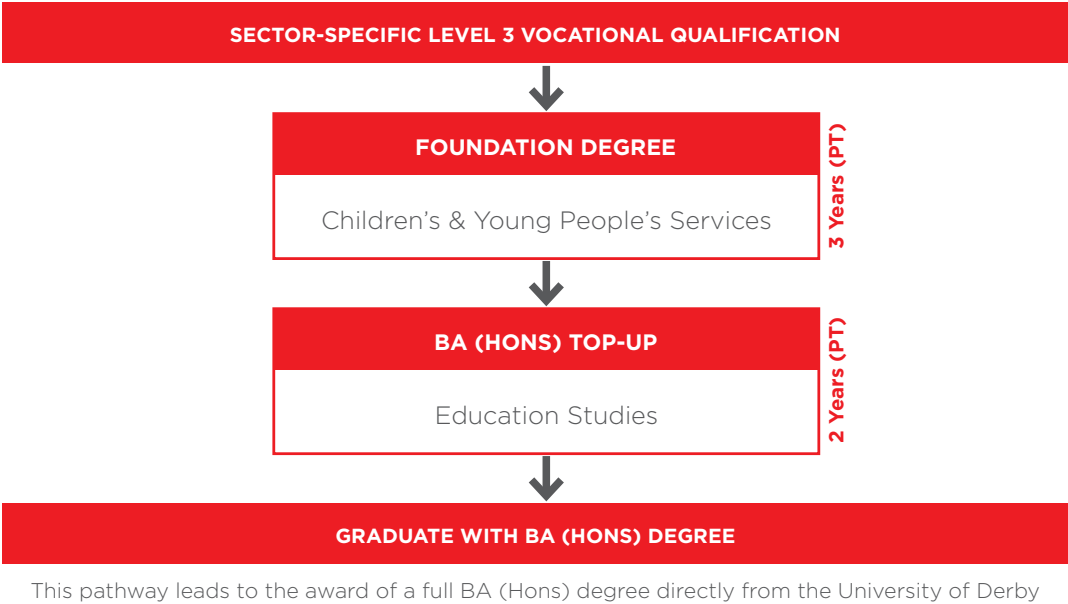 SECTOR-SPECIFIC LEVEL 3 VOCATIONAL QUALIFICATION
FOUNDATION DEGREE
Children’s & Young People’s Services
3 Years (PT)
BA (HONS) TOP-UP
Education Studies
2 Years (PT)
GRADUATE WITH BA (HONS) DEGREE
This pathway leads to the award of a full BA (Hons) degree directly from the University of Derby